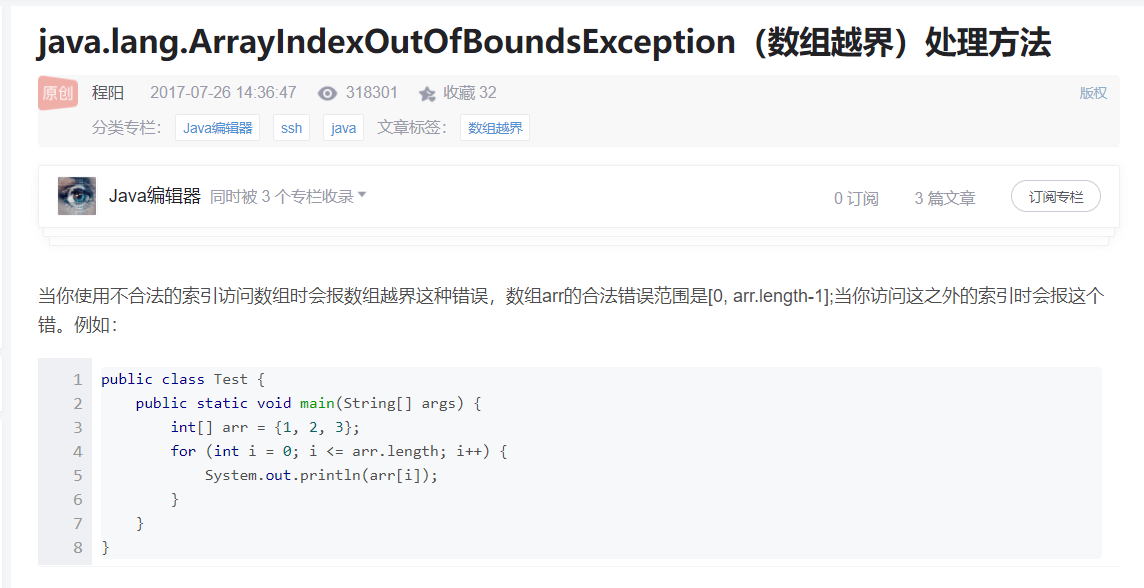 java.lang.ArrayIndexOutOfBoundsException（数组越界）处理方法
原创 程阳 2017-07-26 14:36:47 318301 收藏 32 版权
分类专栏： Java编辑器 ssh java 文章标签： 数组越界
Java编辑器 同时被 3 个专栏收录 0 订阅 3 篇文章 订阅专栏
当你使用不合法的索引访问数组时会报数组越界这种错误，数组arr的合法错误范围是[0, arr.length-1];当你访问这之外的索引时会报这个
错。例如：
1 public class Test {
2     public static void main(String[] args) {
3         int[] arr = {1, 2, 3};
4         for (int i = 0; i <= arr.length; i++) {
5             System.out.println(arr[i]);
6         }
7     }
8 }